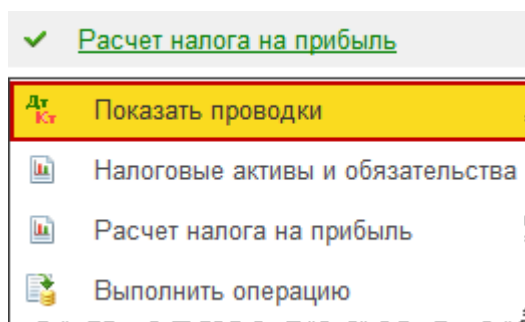 Расчет налога на прибыль
Дт Кт Показать проводки
Налоговые активы и обязательства
Расчет налога на прибыль
Выполнить операцию